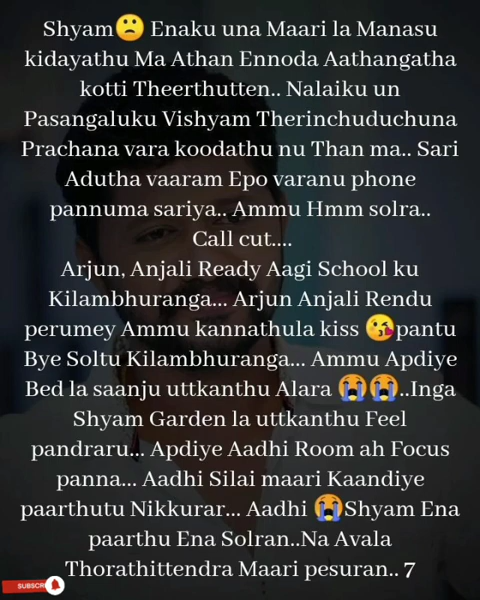 Shyam🙁 Enaku una Maari la Manasu
kidayathu Ma Athan Ennoda Aathangatha
kotti Theerthutten.. Nalaiku un
Pasangaluku Vishyam Therinchuduchuna
Prachana vara koodathu nu Than ma.. Sari
Adutha vaaram Epo varanu phone
pannuma sariya.. Ammu Hmm solra..
Call cut....
Arjun, Anjali Ready Aagi School ku
Kilambhuranga... Arjun Anjali Rendu
perumey Ammu kannathula kiss 😘pantu
Bye Soltu Kilambhuranga... Ammu Apdiye
Bed la saanju uttkanthu Alara 😭😭..Inga
Shyam Garden la uttkanthu Feel
pandraru... Apdiye Aadhi Room ah Focus
panna... Aadhi Silai maari Kaandiye
paarthutu Nikkurar... Aadhi 😭Shyam Ena
paarthu Ena Solran..Na Avala
Thorathittendra Maari pesuran.. 7
SUBSCR